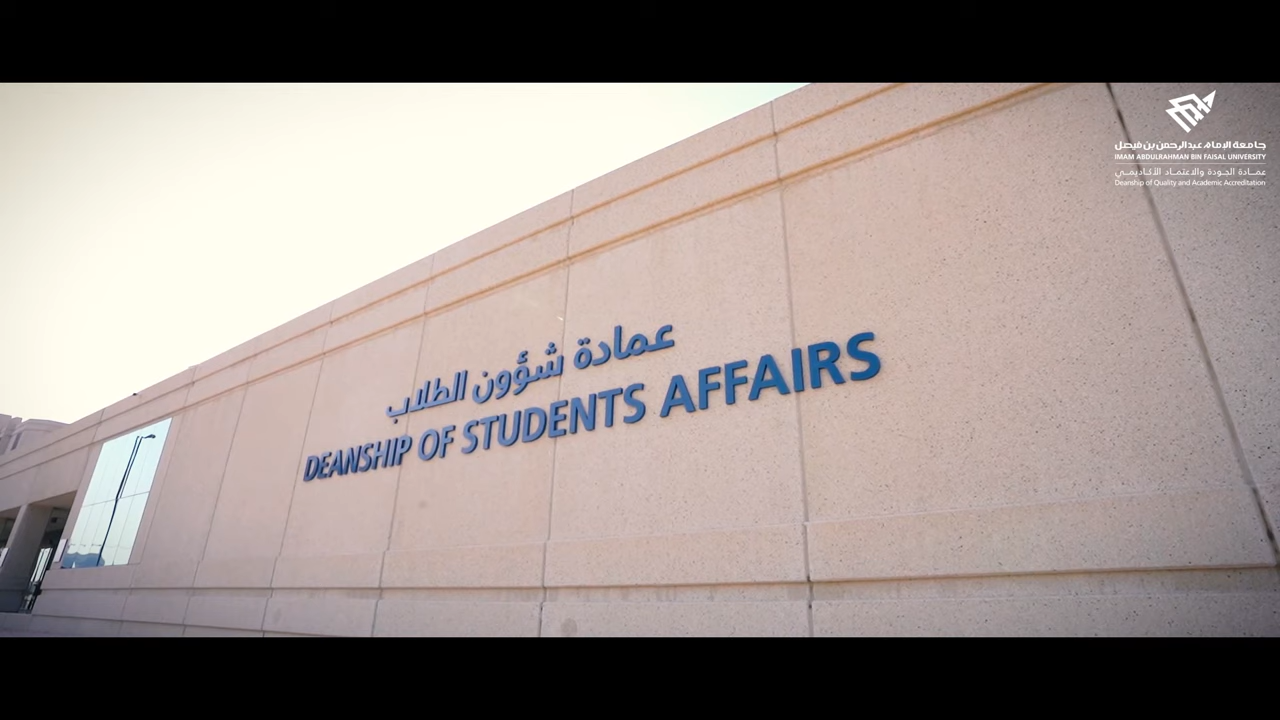 جامعة الإمام عبدالرحمن بن فيصل
IMAM ABDULRAHMAN BIN FAISAL UNIVERSITY
عمادة الجودة والاعتماد الأكاديمي
Deanship of Quality and Academic Accreditation
عمادة شؤون الطلاب
DEANSHIP OF STUDENTS AFFAIRS